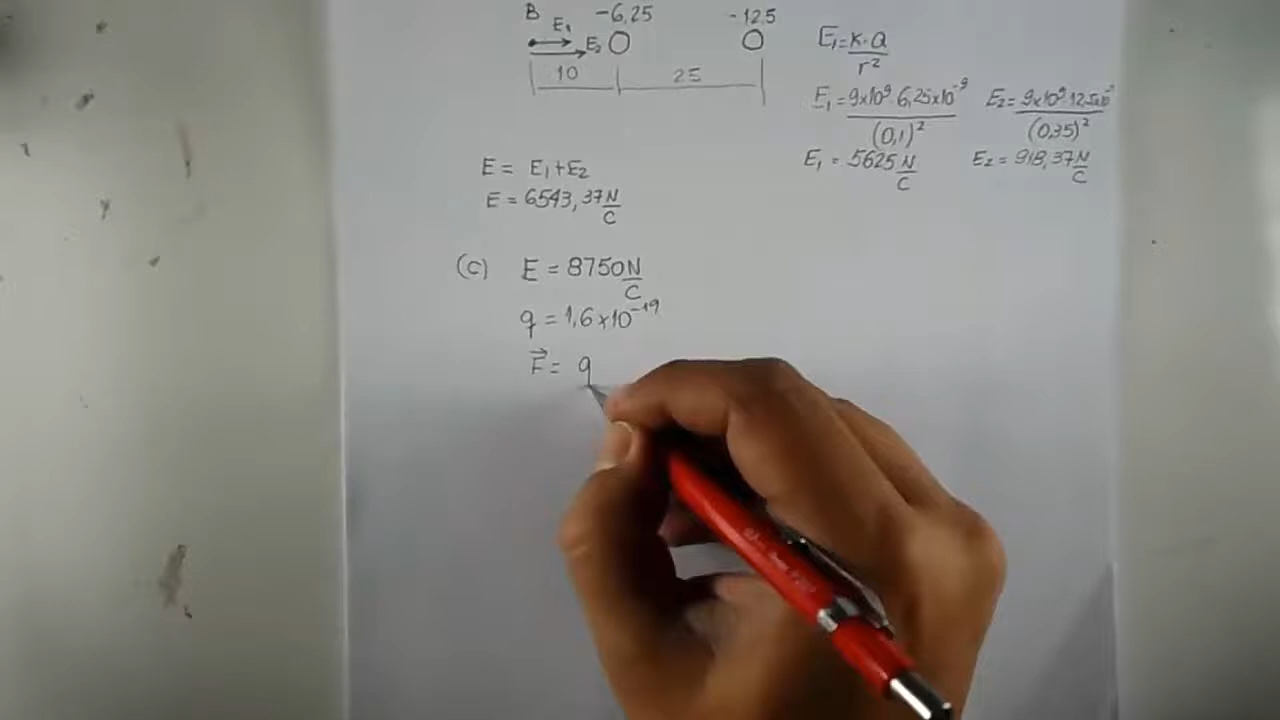 B -6,25 -12,5
E₁
E₂
10 25
E₁ = K·Q / r²
E₁ = 9x10⁹·6,25x10⁻⁹ / (0,1)²
E₁ = 5625 N/C
E₂ = 9x10⁹·12,5x10 / (0,35)²
E₂ = 918,37 N/C
E = E₁+E₂
E = 6543,37 N/C
(C) E = 8750 N/C
q = 1,6x10⁻¹⁹
F⃗ = q